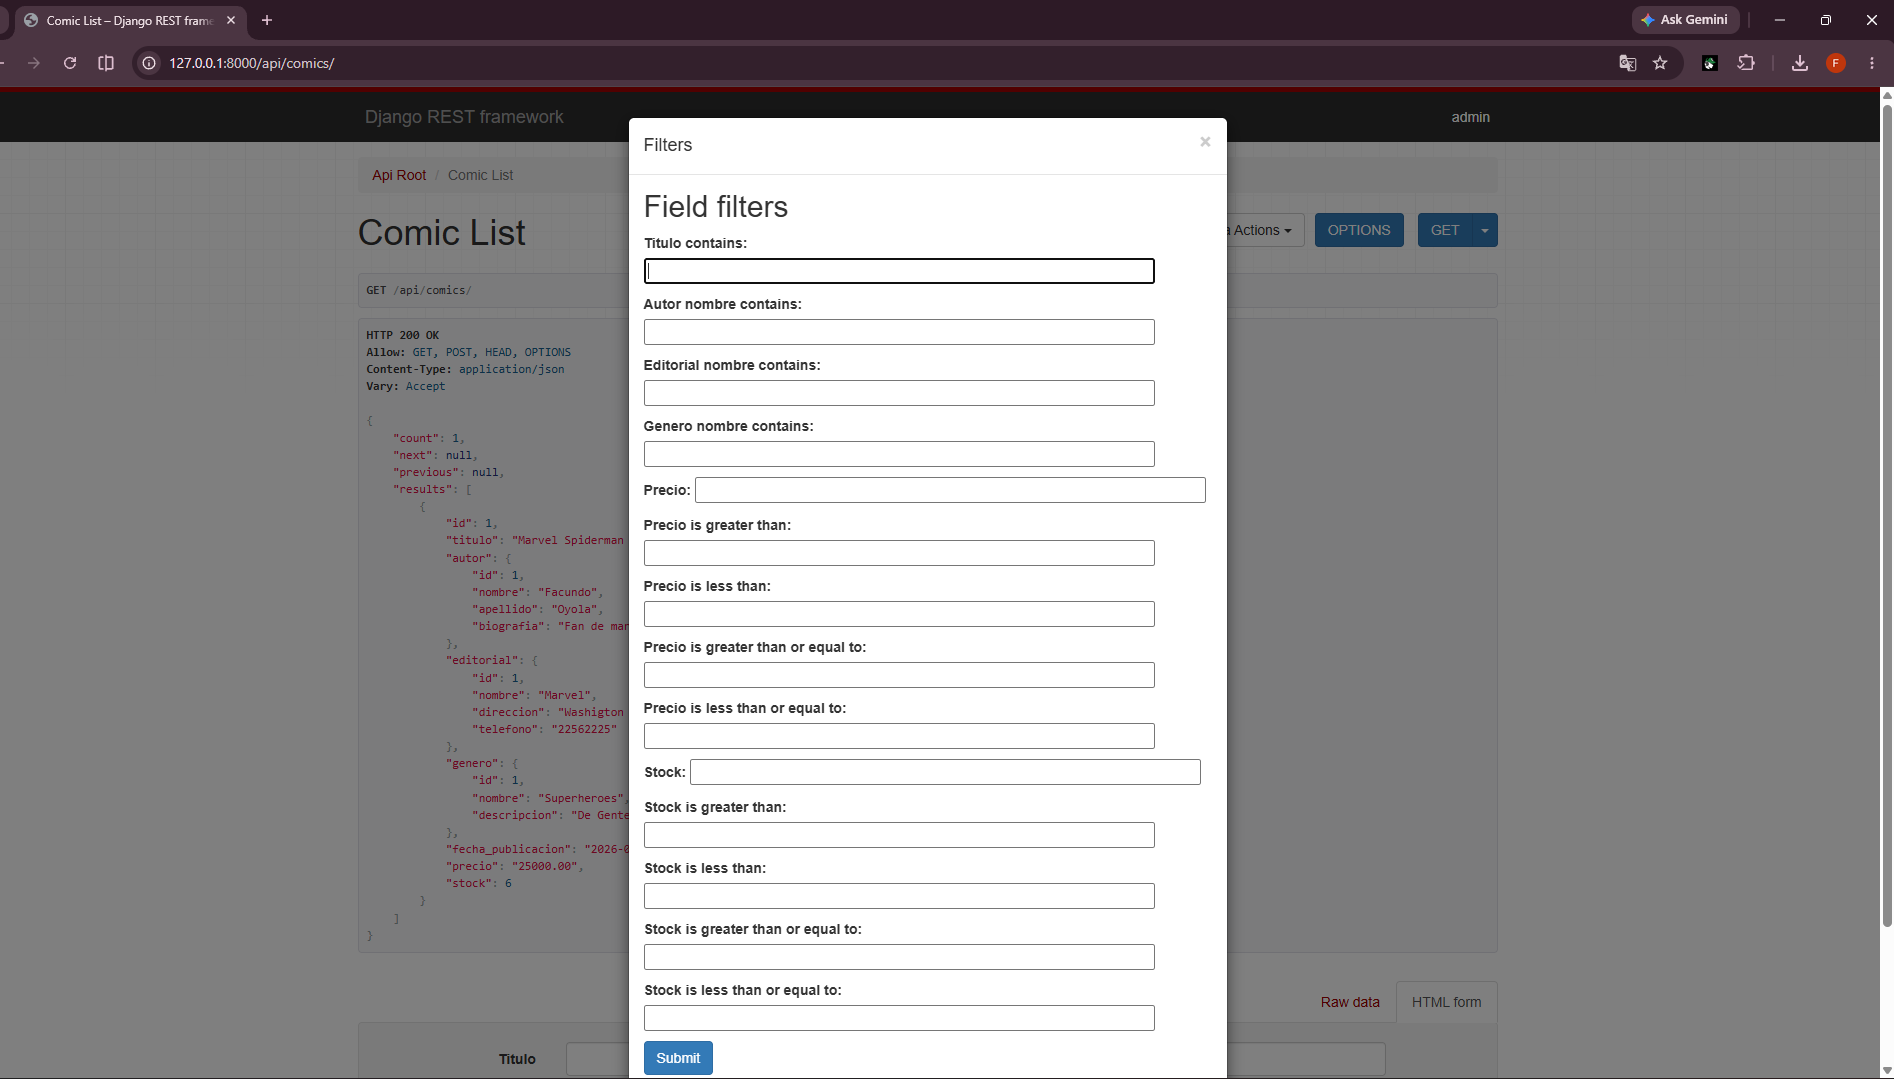 Comic List – Django REST frame
Ask Gemini
127.0.0.1:8000/api/comics/
F
Django REST framework
admin
Api Root / Comic List
Comic List
Actions
OPTIONS
GET
GET /api/comics/
HTTP 200 OK
Allow: GET, POST, HEAD, OPTIONS
Content-Type: application/json
Vary: Accept
{
"count": 1,
"next": null,
"previous": null,
"results": [
{
"id": 1,
"titulo": "Marvel Spiderman
"autor": {
"id": 1,
"nombre": "Facundo",
"apellido": "Oyola",
"biografia": "Fan de mar
},
"editorial": {
"id": 1,
"nombre": "Marvel",
"direccion": "Washigton
"telefono": "22562225"
},
"genero": {
"id": 1,
"nombre": "Superheroes",
"descripcion": "De Gente
},
"fecha_publicacion": "2026-0
"precio": "25000.00",
"stock": 6
}
]
}
Filters
×
Field filters
Titulo contains:
Autor nombre contains:
Editorial nombre contains:
Genero nombre contains:
Precio:
Precio is greater than:
Precio is less than:
Precio is greater than or equal to:
Precio is less than or equal to:
Stock:
Stock is greater than:
Stock is less than:
Stock is greater than or equal to:
Stock is less than or equal to:
Submit
Raw data
HTML form
Titulo